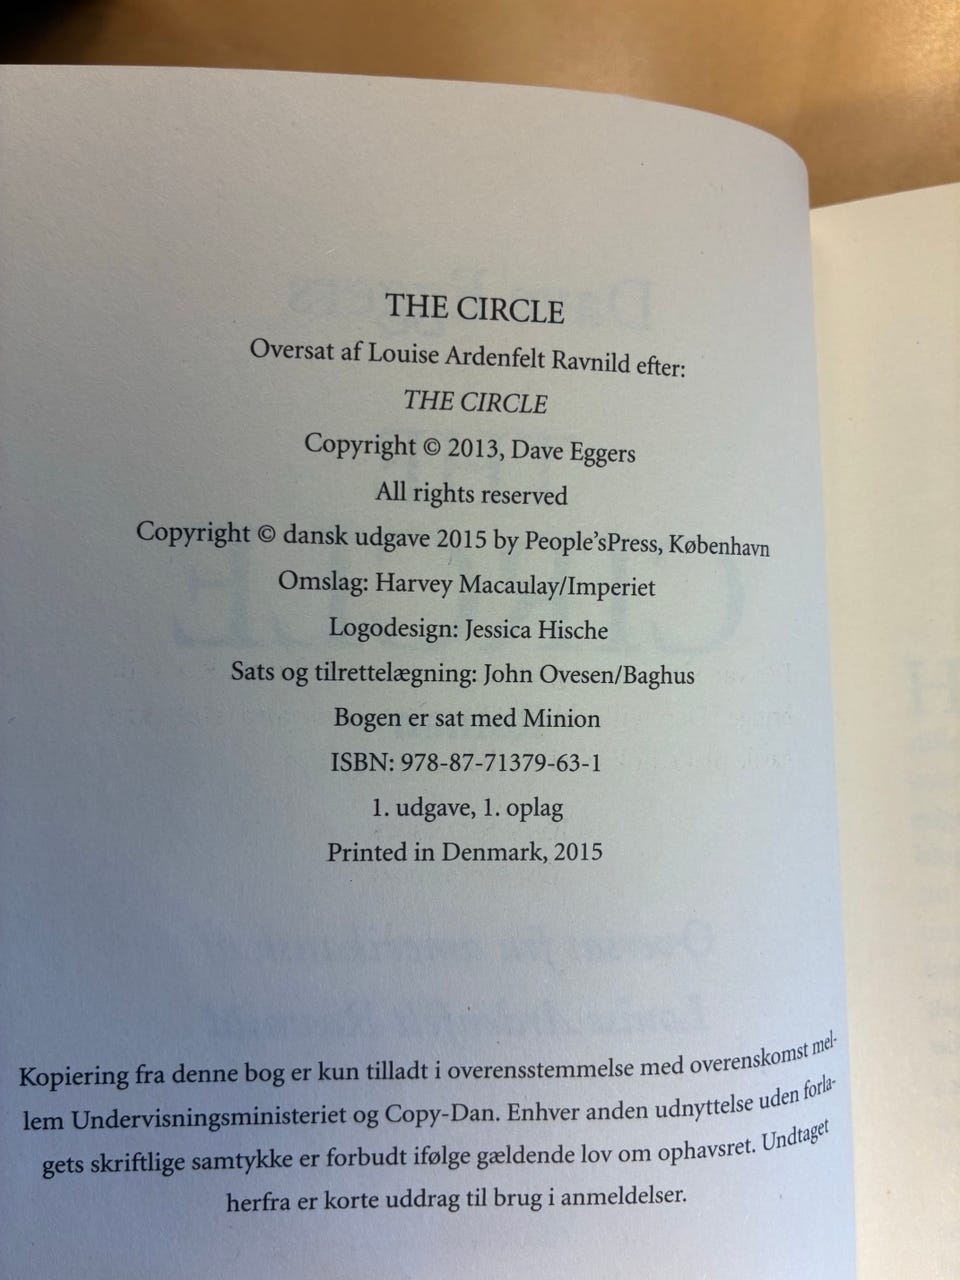 THE CIRCLE
Oversat af Louise Ardenfelt Ravnild efter:
THE CIRCLE
Copyright © 2013, Dave Eggers
All rights reserved
Copyright © dansk udgave 2015 by People'sPress, København
Omslag: Harvey Macaulay/Imperiet
Logodesign: Jessica Hische
Sats og tilrettelægning: John Ovesen/Baghus
Bogen er sat med Minion
ISBN: 978-87-71379-63-1
1. udgave, 1. oplag
Printed in Denmark, 2015
Kopiering fra denne bog er kun tilladt i overensstemmelse med overenskomst mel-
lem Undervisningsministeriet og Copy-Dan. Enhver anden udnyttelse uden forla-
gets skriftlige samtykke er forbudt ifølge gældende lov om ophavsret. Undtaget
herfra er korte uddrag til brug i anmeldelser.